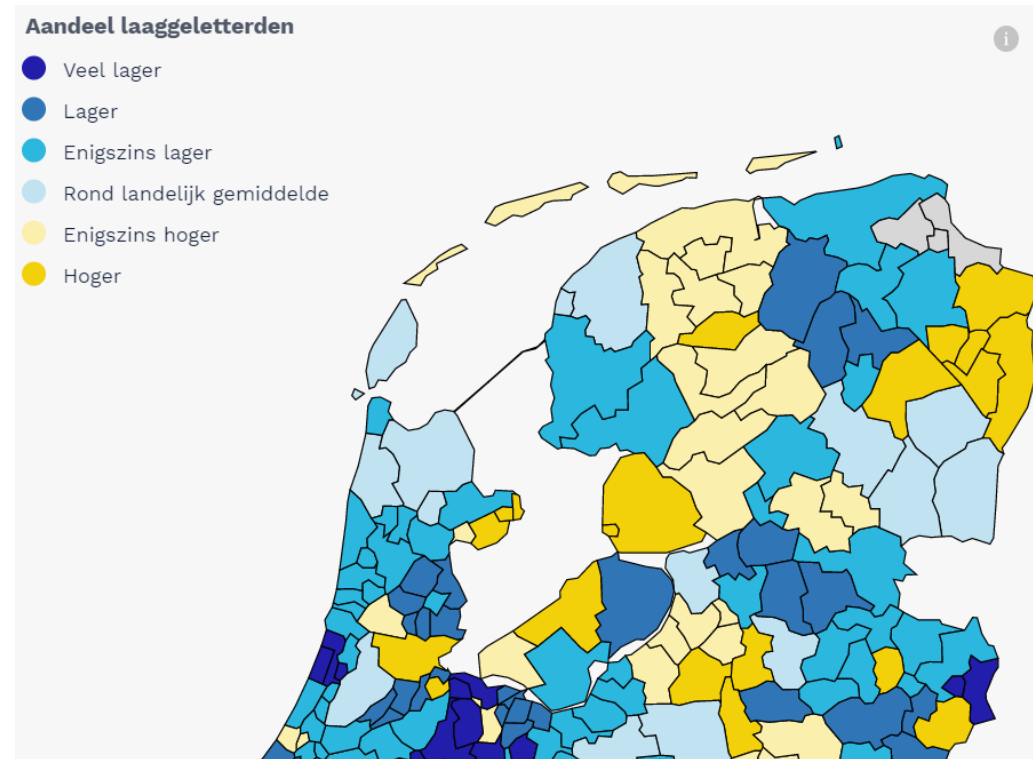 Aandeel laaggeletterden
i
Veel lager
Lager
Enigszins lager
Rond landelijk gemiddelde
Enigszins hoger
Hoger